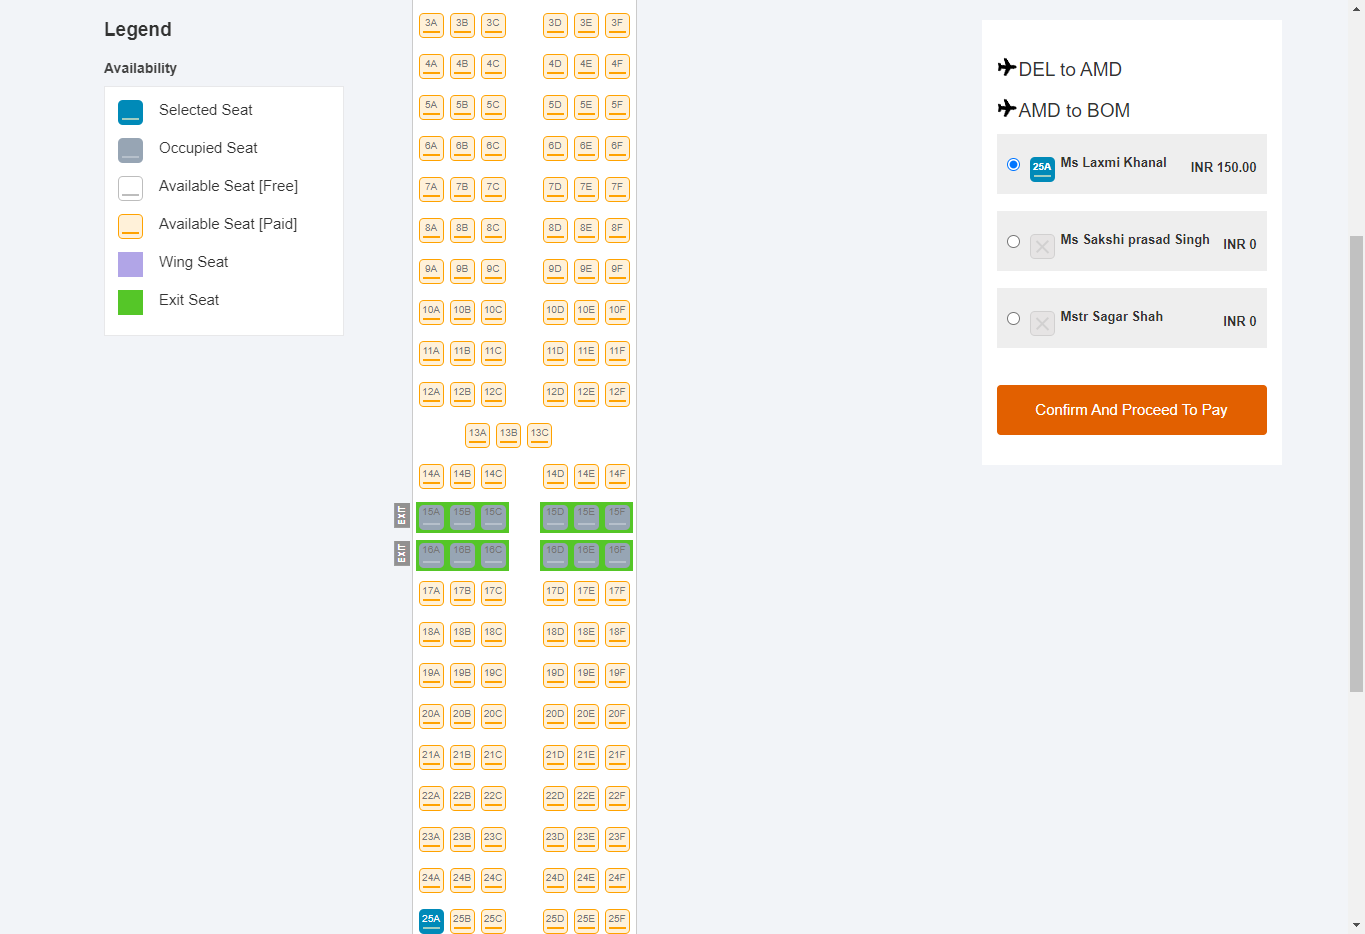 Legend
Availability
Selected Seat
Occupied Seat
Available Seat [Free]
Available Seat [Paid]
Wing Seat
Exit Seat
3A 3B 3C 3D 3E 3F
4A 4B 4C 4D 4E 4F
5A 5B 5C 5D 5E 5F
6A 6B 6C 6D 6E 6F
7A 7B 7C 7D 7E 7F
8A 8B 8C 8D 8E 8F
9A 9B 9C 9D 9E 9F
10A 10B 10C 10D 10E 10F
11A 11B 11C 11D 11E 11F
12A 12B 12C 12D 12E 12F
13A 13B 13C
14A 14B 14C 14D 14E 14F
EXIT 15A 15B 15C 15D 15E 15F
EXIT 16A 16B 16C 16D 16E 16F
17A 17B 17C 17D 17E 17F
18A 18B 18C 18D 18E 18F
19A 19B 19C 19D 19E 19F
20A 20B 20C 20D 20E 20F
21A 21B 21C 21D 21E 21F
22A 22B 22C 22D 22E 22F
23A 23B 23C 23D 23E 23F
24A 24B 24C 24D 24E 24F
25A 25B 25C 25D 25E 25F
DEL to AMD
AMD to BOM
25A Ms Laxmi Khanal INR 150.00
Ms Sakshi prasad Singh INR 0
Mstr Sagar Shah INR 0
Confirm And Proceed To Pay